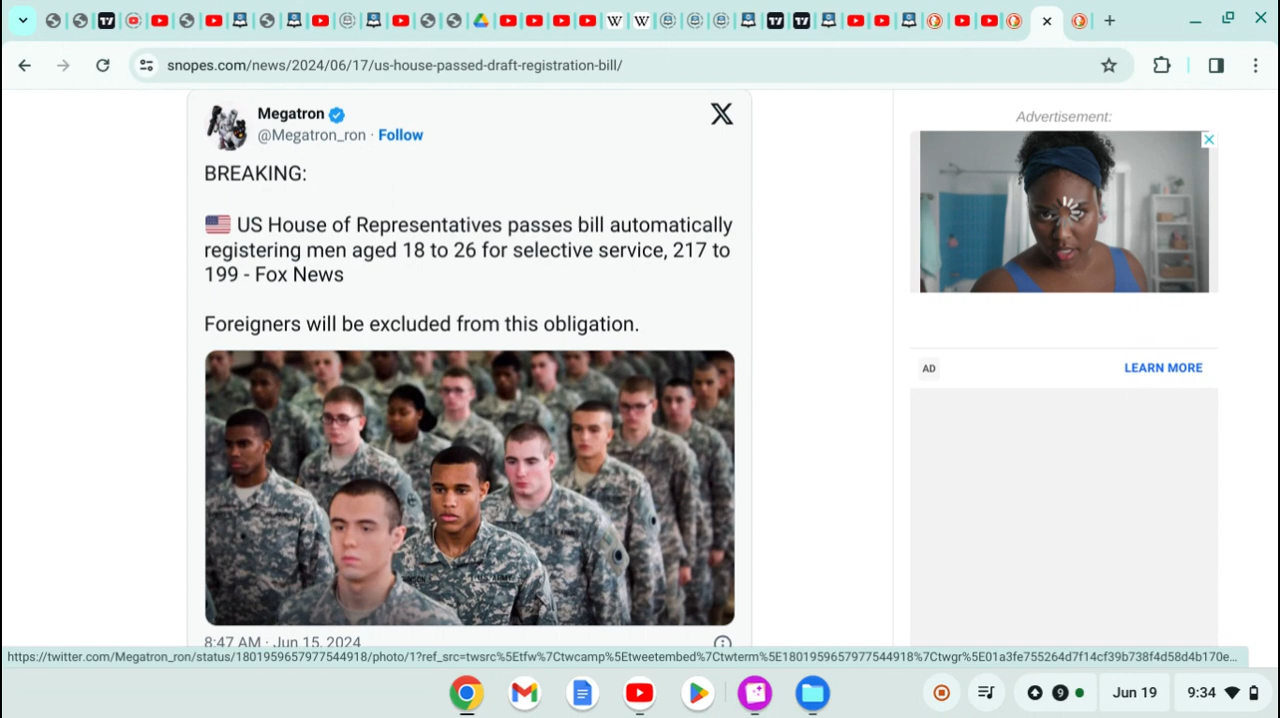 snopes.com/news/2024/06/17/us-house-passed-draft-registration-bill/
Megatron
@Megatron_ron · Follow
BREAKING:
US House of Representatives passes bill automatically
registering men aged 18 to 26 for selective service, 217 to
199 - Fox News
Foreigners will be excluded from this obligation.
8:47 AM · Jun 15, 2024
Advertisement:
AD
LEARN MORE
https://twitter.com/Megatron_ron/status/1801959657977544918/photo/1?ref_src=twsrc%5Etfw%7Ctwcamp%5Etweetembed%7Ctwterm%5E1801959657977544918%7Ctwgr%5E01a3fe755264d7f14cf39b738f4d58d4b170e...
9
Jun 19
9:34